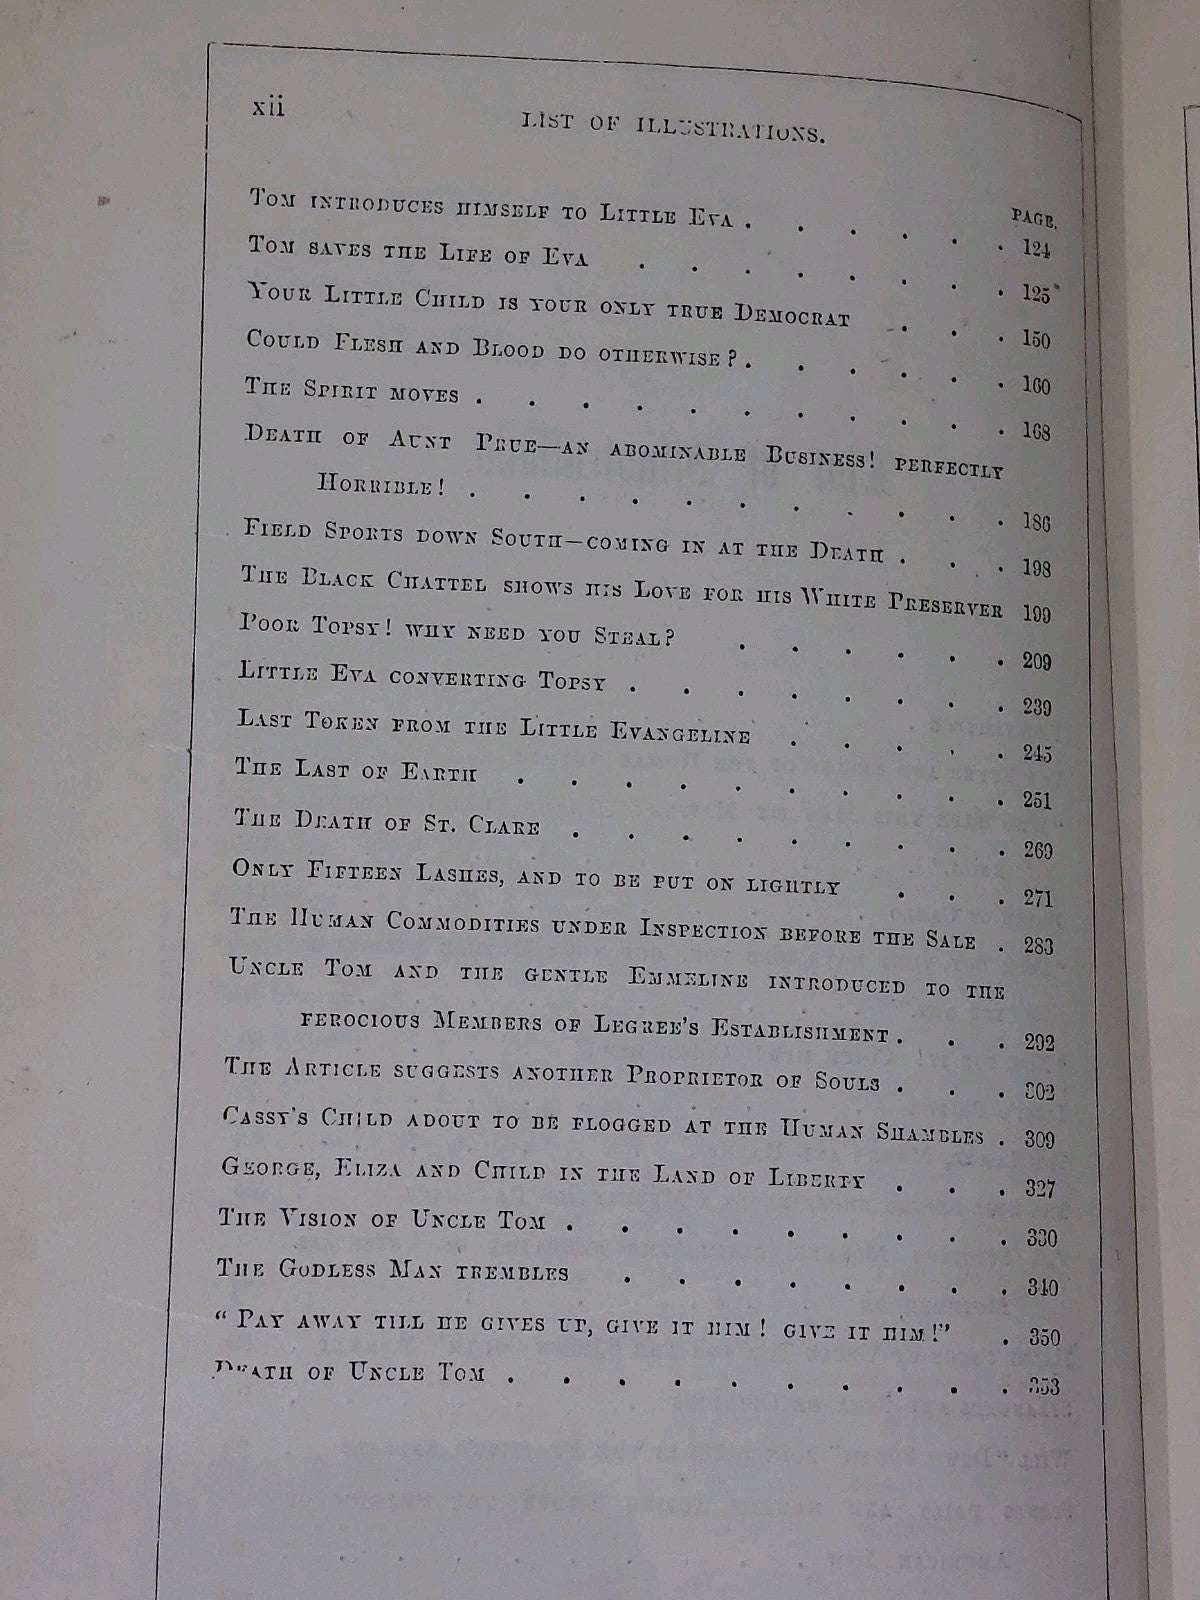 xii
LIST OF ILLUSTRATIONS.
PAGE.
TOM INTRODUCES HIMSELF TO LITTLE EVA . . . . . . 124
TOM SAVES THE LIFE OF EVA . . . . . . . . 125
YOUR LITTLE CHILD IS YOUR ONLY TRUE DEMOCRAT . . . 150
COULD FLESH AND BLOOD DO OTHERWISE? . . . . . . 160
THE SPIRIT MOVES . . . . . . . . . . . 168
DEATH OF AUNT PRUE—AN ABOMINABLE BUSINESS! PERFECTLY
HORRIBLE! . . . . . . . . . . . 186
FIELD SPORTS DOWN SOUTH—COMING IN AT THE DEATH . . . 198
THE BLACK CHATTEL SHOWS HIS LOVE FOR HIS WHITE PRESERVER 199
POOR TOPSY! WHY NEED YOU STEAL? . . . . . . 209
LITTLE EVA CONVERTING TOPSY . . . . . . . . 239
LAST TOKEN FROM THE LITTLE EVANGELINE . . . . . 245
THE LAST OF EARTH . . . . . . . . . . 251
THE DEATH OF ST. CLARE . . . . . . . . . 269
ONLY FIFTEEN LASHES, AND TO BE PUT ON LIGHTLY . . . 271
THE HUMAN COMMODITIES UNDER INSPECTION BEFORE THE SALE . 283
UNCLE TOM AND THE GENTLE EMMELINE INTRODUCED TO THE
FEROCIOUS MEMBERS OF LEGREE'S ESTABLISHMENT . . . 292
THE ARTICLE SUGGESTS ANOTHER PROPRIETOR OF SOULS . . . 302
CASSY'S CHILD ABOUT TO BE FLOGGED AT THE HUMAN SHAMBLES . 309
GEORGE, ELIZA AND CHILD IN THE LAND OF LIBERTY . . . 327
THE VISION OF UNCLE TOM . . . . . . . . . 330
THE GODLESS MAN TREMBLES . . . . . . . . 340
“ PAY AWAY TILL HE GIVES UP, GIVE IT HIM! GIVE IT HIM!” . 350
DEATH OF UNCLE TOM . . . . . . . . . . 353